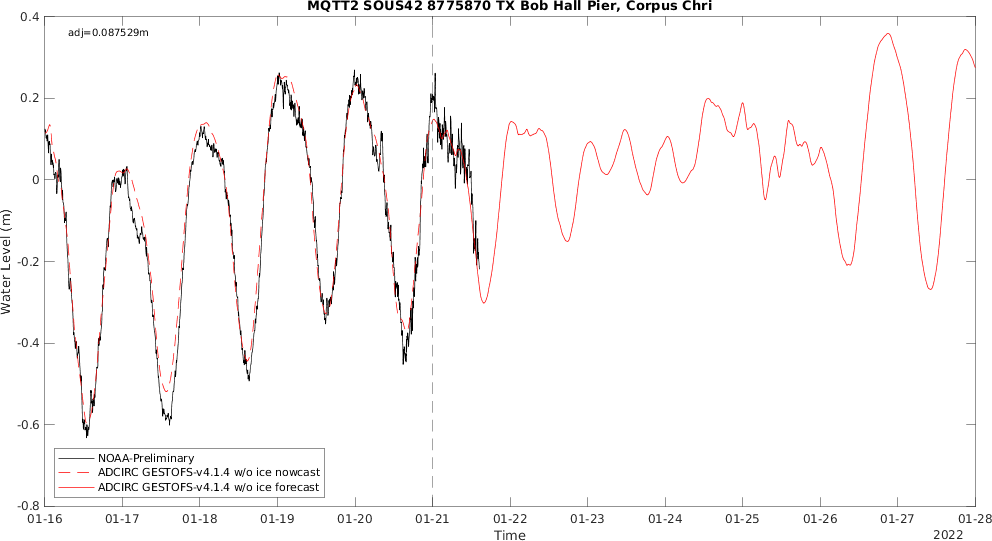 MQTT2 SOUS42 8775870 TX Bob Hall Pier, Corpus Chri
adj=0.087529m
0.4
0.2
0
-0.2
-0.4
-0.6
-0.8
Water Level (m)
NOAA-Preliminary
ADCIRC GESTOFS-v4.1.4 w/o ice nowcast
ADCIRC GESTOFS-v4.1.4 w/o ice forecast
01-16 01-17 01-18 01-19 01-20 01-21 01-22 01-23 01-24 01-25 01-26 01-27 01-28
Time
2022